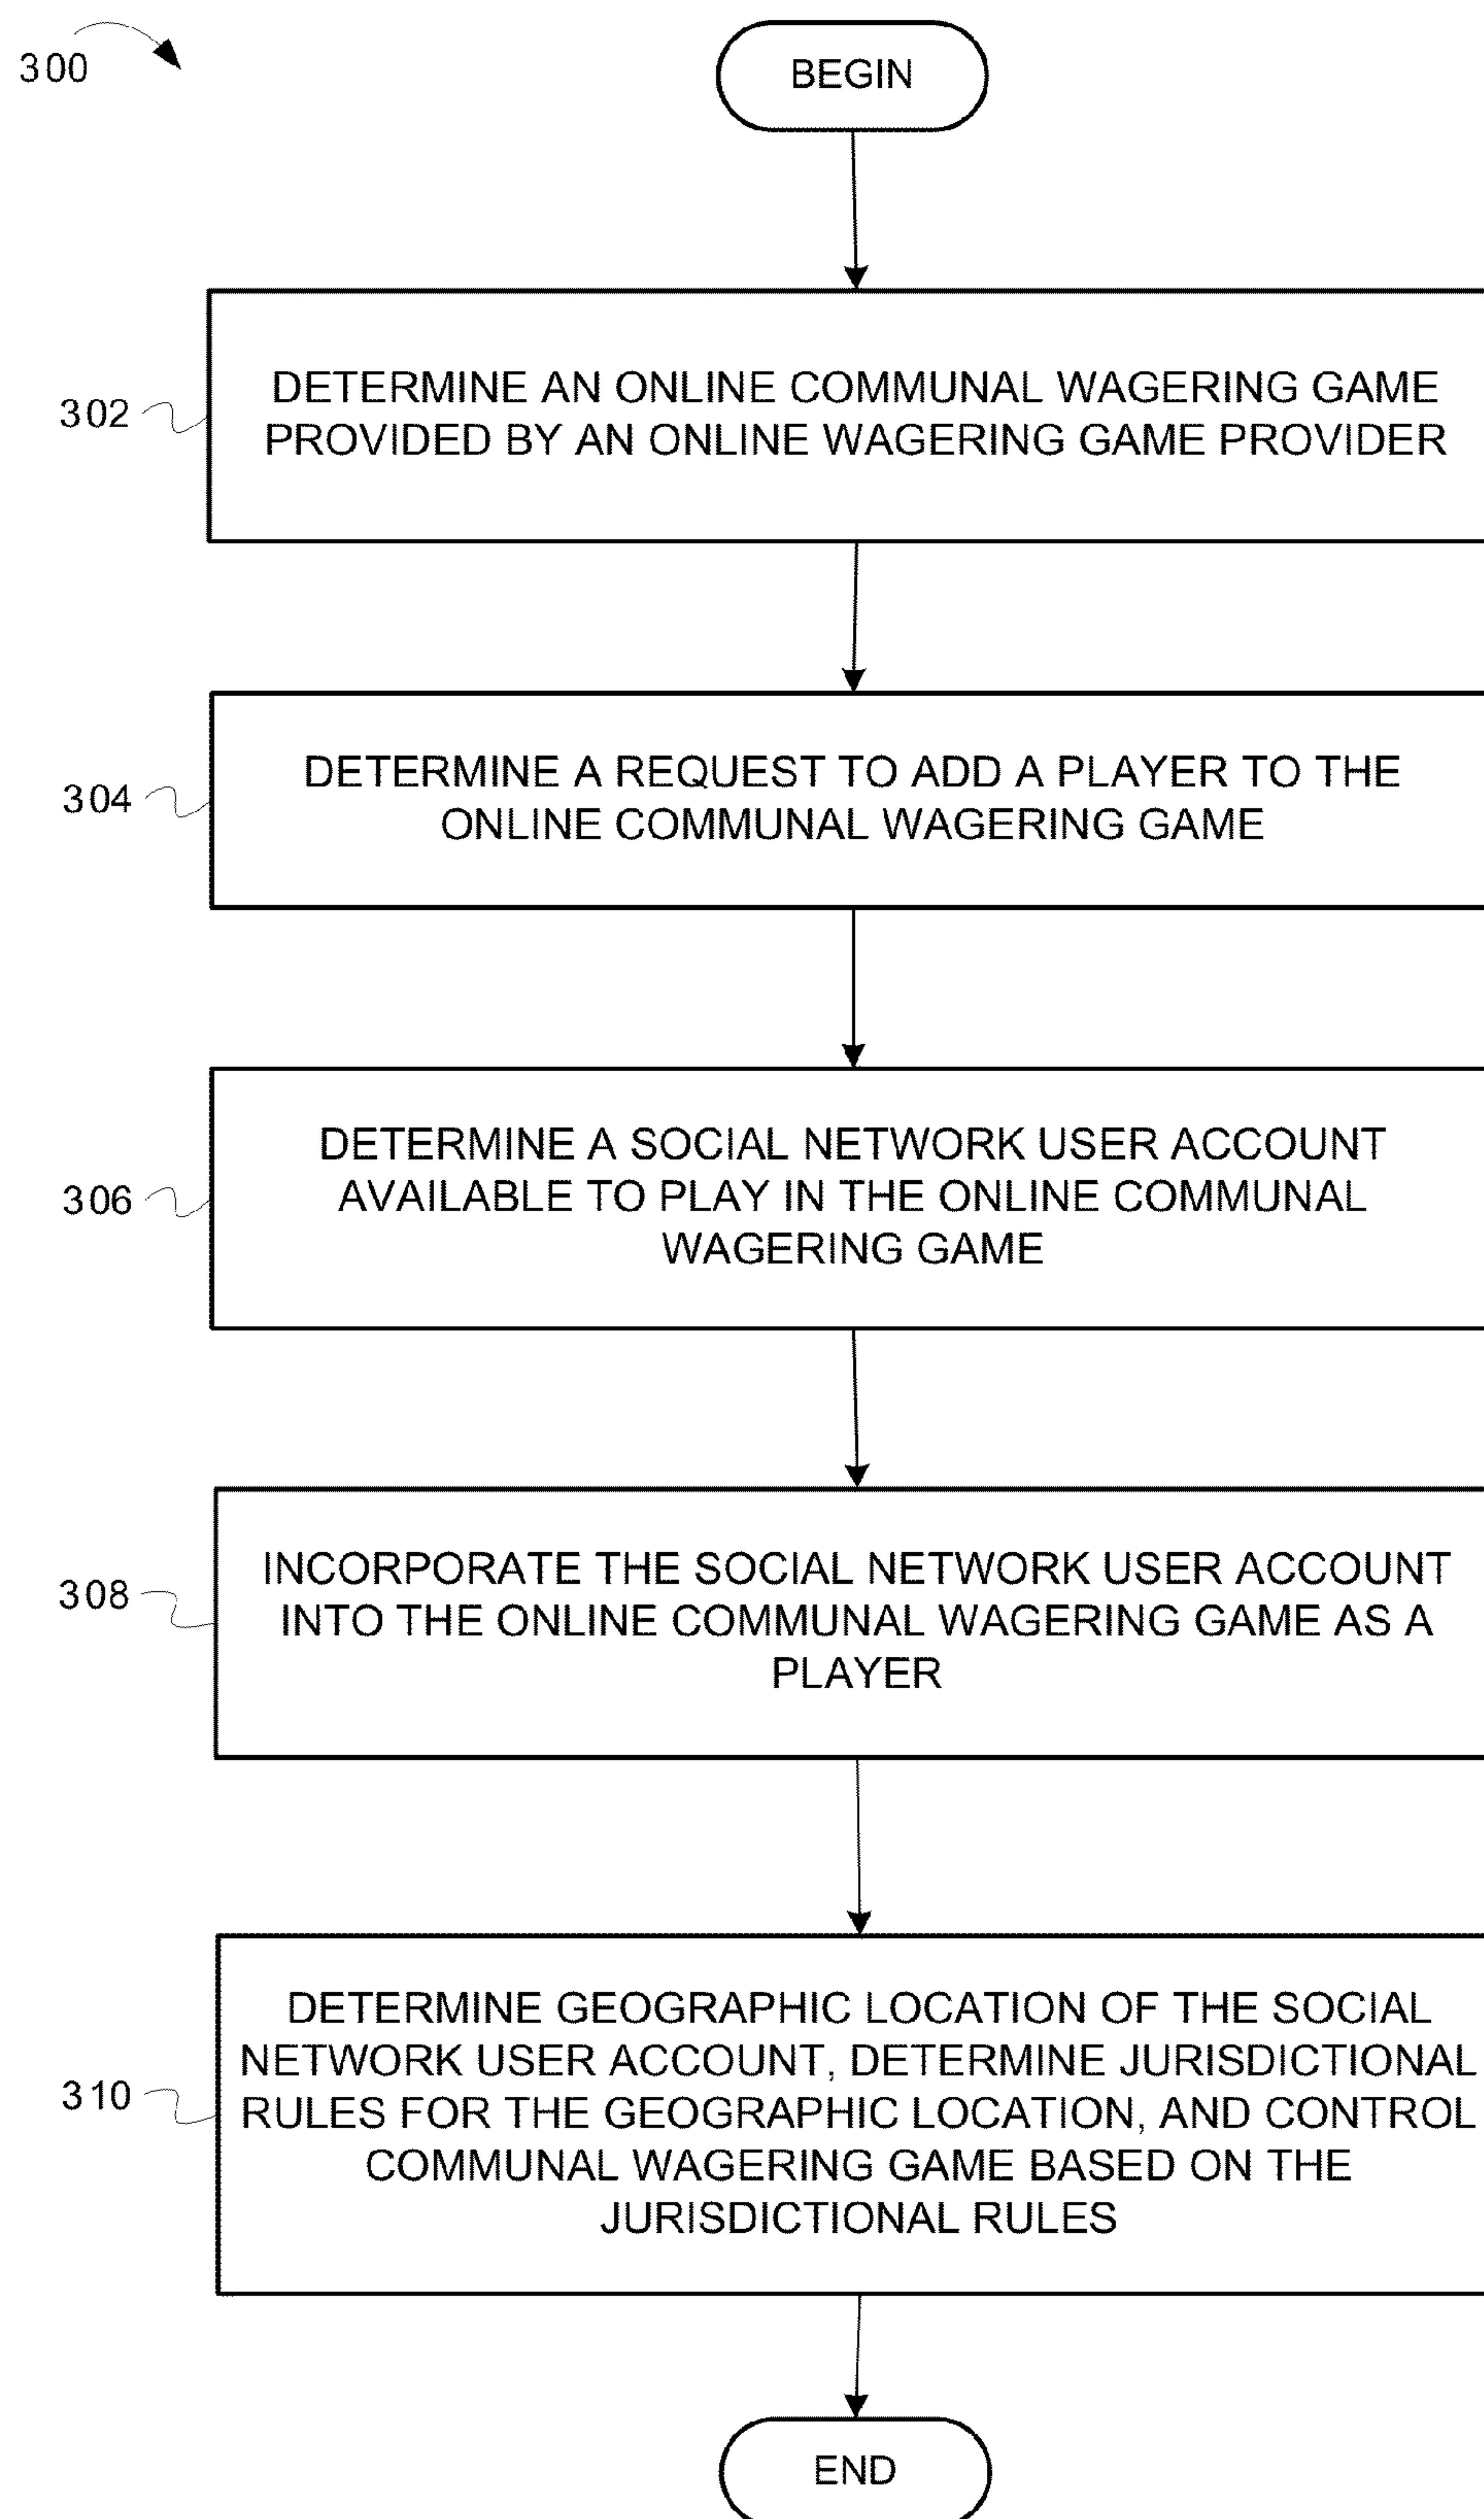 300
BEGIN
302
DETERMINE AN ONLINE COMMUNAL WAGERING GAME
PROVIDED BY AN ONLINE WAGERING GAME PROVIDER
304
DETERMINE A REQUEST TO ADD A PLAYER TO THE
ONLINE COMMUNAL WAGERING GAME
306
DETERMINE A SOCIAL NETWORK USER ACCOUNT
AVAILABLE TO PLAY IN THE ONLINE COMMUNAL
WAGERING GAME
308
INCORPORATE THE SOCIAL NETWORK USER ACCOUNT
INTO THE ONLINE COMMUNAL WAGERING GAME AS A
PLAYER
310
DETERMINE GEOGRAPHIC LOCATION OF THE SOCIAL
NETWORK USER ACCOUNT, DETERMINE JURISDICTIONAL
RULES FOR THE GEOGRAPHIC LOCATION, AND CONTROL
COMMUNAL WAGERING GAME BASED ON THE
JURISDICTIONAL RULES
END